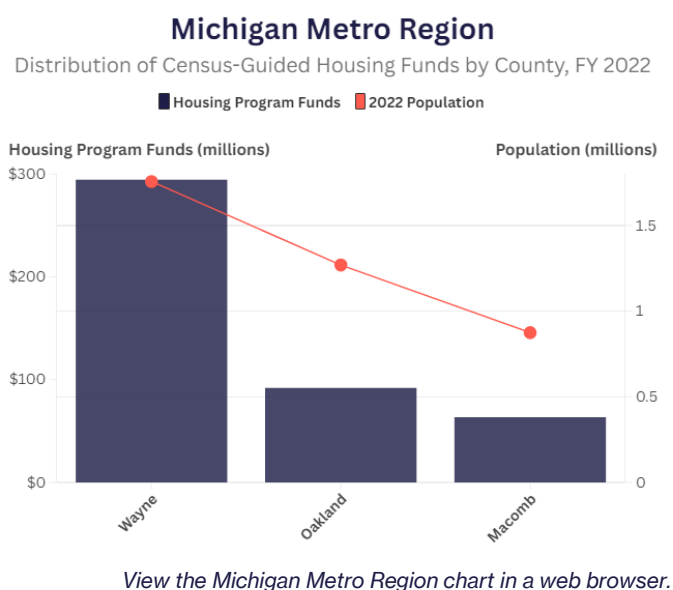 Michigan Metro Region
Distribution of Census-Guided Housing Funds by County, FY 2022
Housing Program Funds 2022 Population
Housing Program Funds (millions) Population (millions)
$300
1.5
$200
1
$100
0.5
$0 0
Wayne Oakland Macomb
View the Michigan Metro Region chart in a web browser.